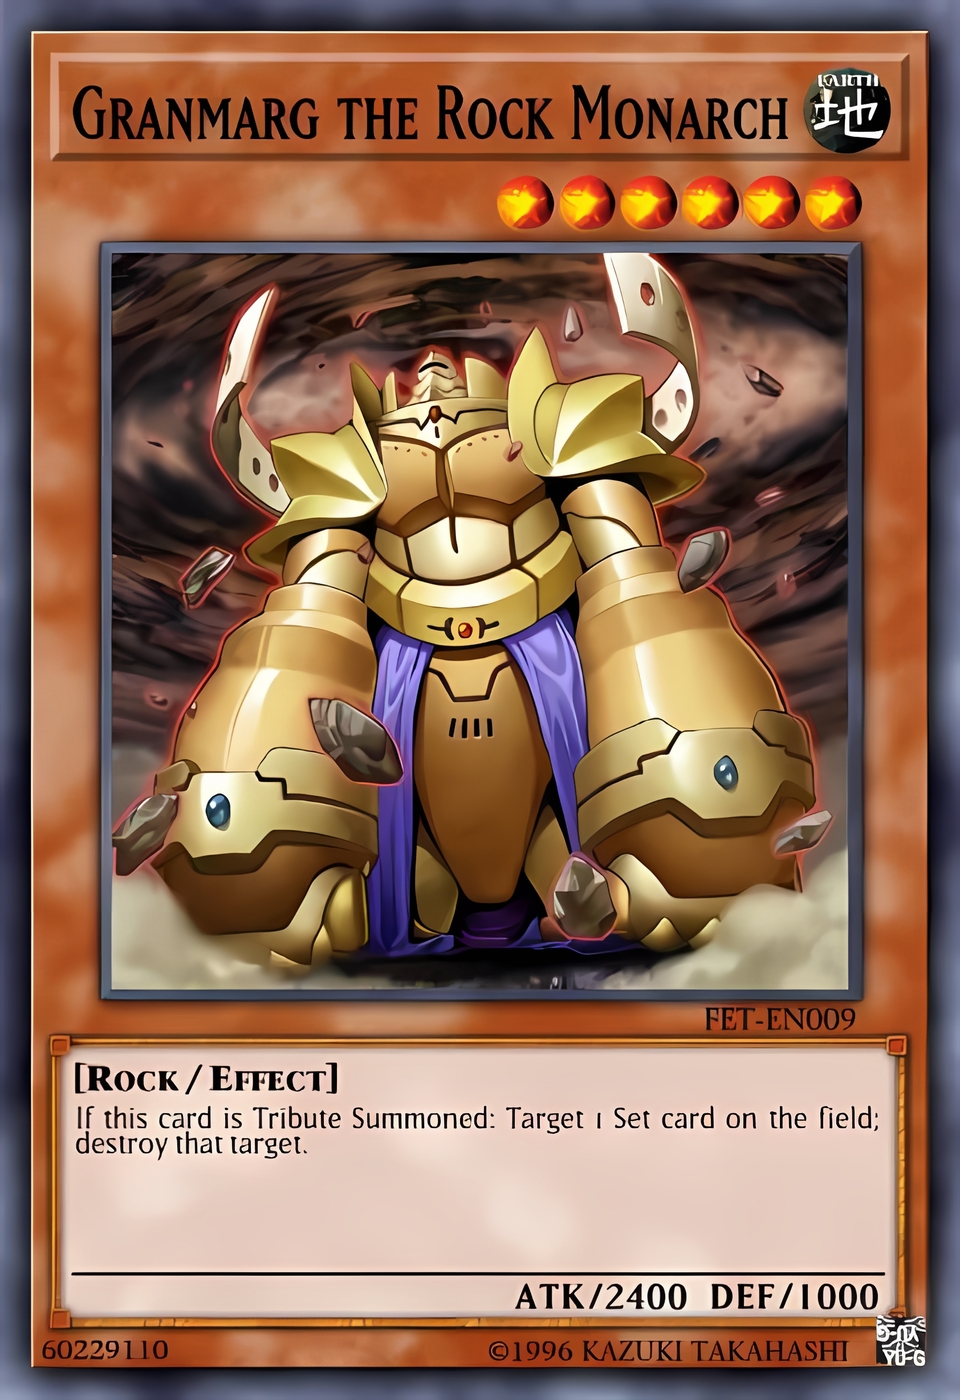 Granmarg the Rock Monarch
EARTH
地
FET-EN009
[Rock / Effect]
If this card is Tribute Summoned: Target 1 Set card on the field;
destroy that target.
ATK/2400 DEF/1000
60229110
©1996 KAZUKI TAKAHASHI